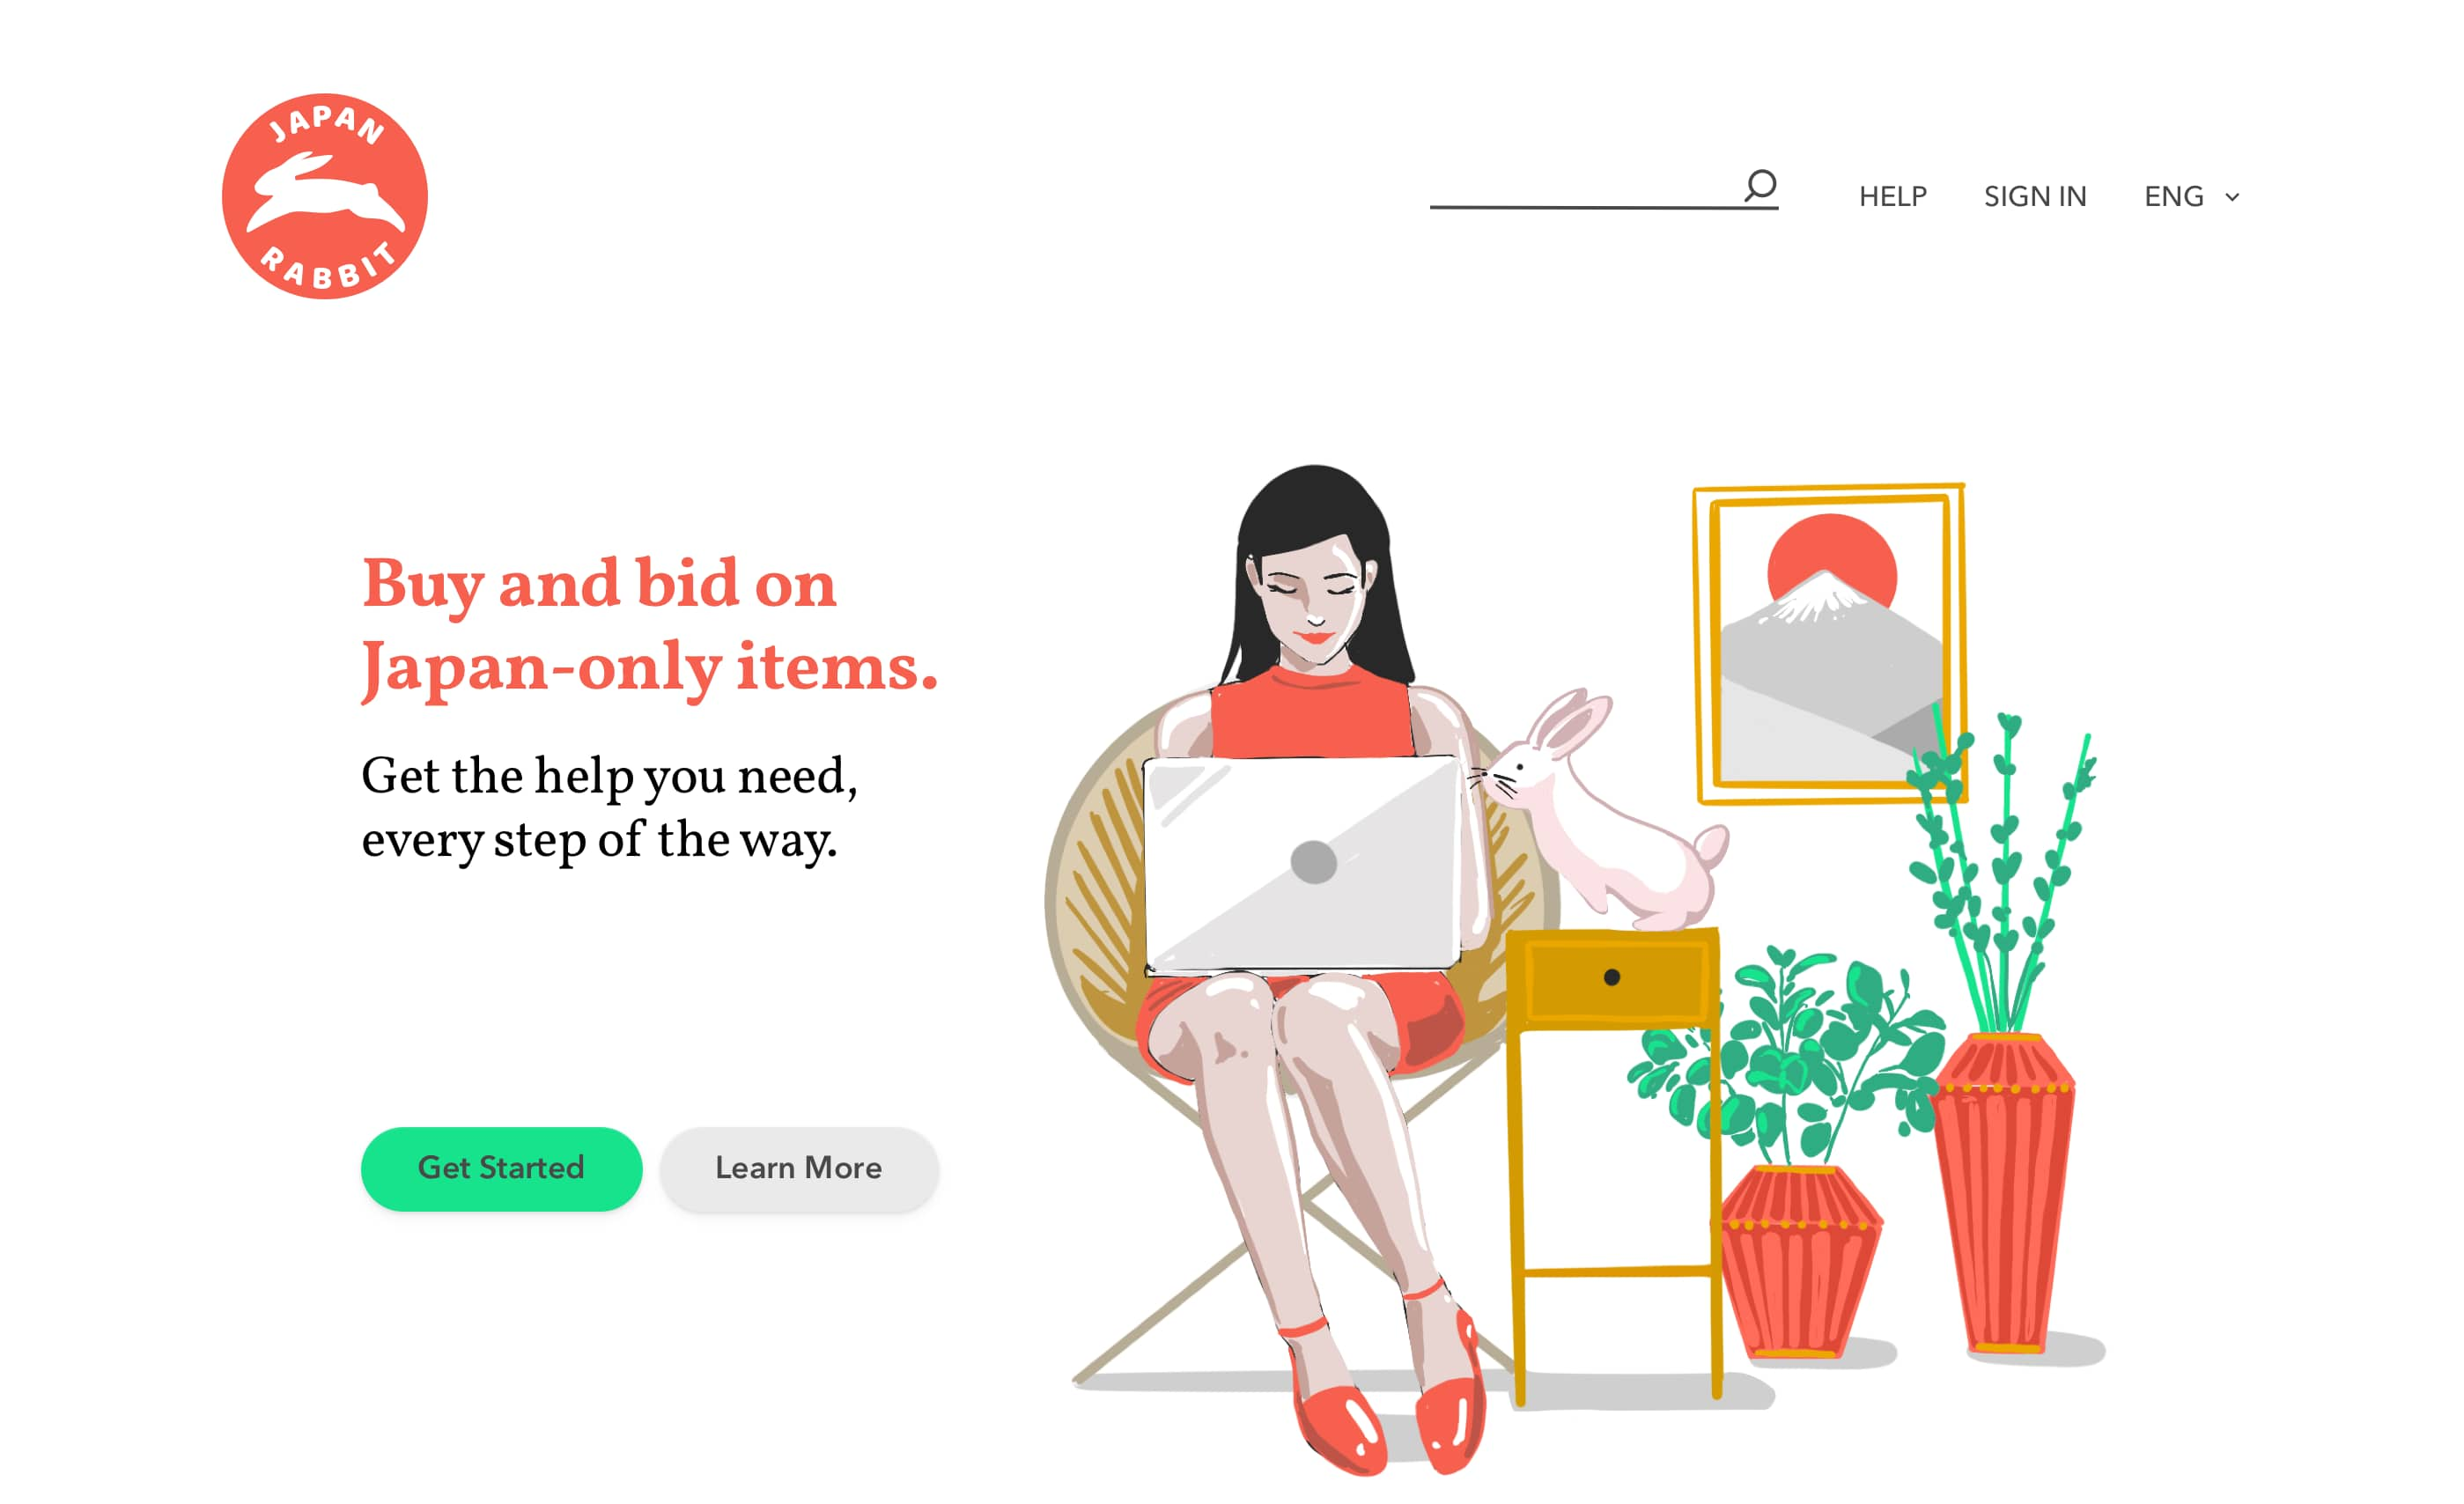 JAPAN
RABBIT
HELP
SIGN IN
ENG
Buy and bid on
Japan-only items.
Get the help you need,
every step of the way.
Get Started
Learn More